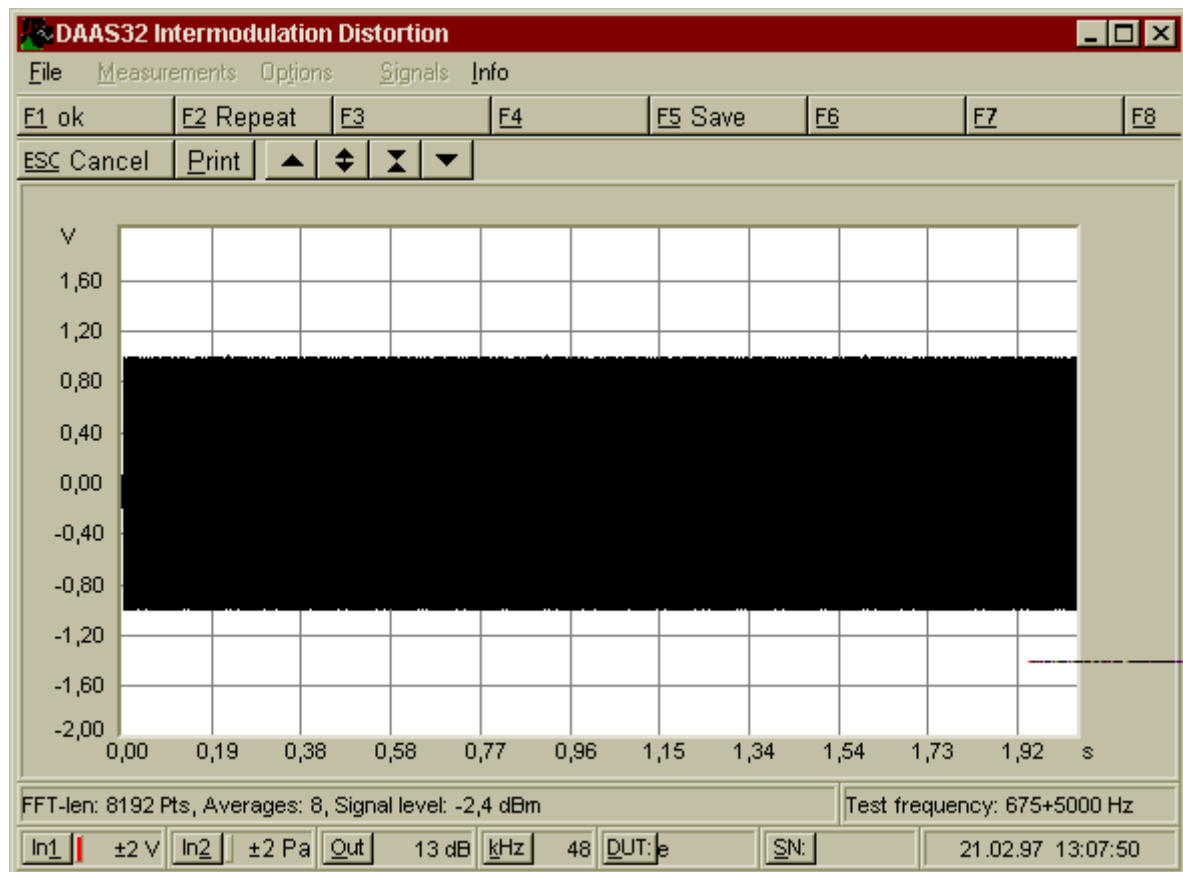 DAAS32 Intermodulation Distortion
File Measurements Options Signals Info
F1 ok F2 Repeat F3 F4 F5 Save F6 F7 F8
ESC Cancel Print
V
1,60
1,20
0,80
0,40
0,00
-0,40
-0,80
-1,20
-1,60
-2,00
0,00 0,19 0,38 0,58 0,77 0,96 1,15 1,34 1,54 1,73 1,92 s
FFT-len: 8192 Pts, Averages: 8, Signal level: -2,4 dBm Test frequency: 675+5000 Hz
In1 ±2 V In2 ±2 Pa Out 13 dB kHz 48 DUT: e SN: 21.02.97 13:07:50